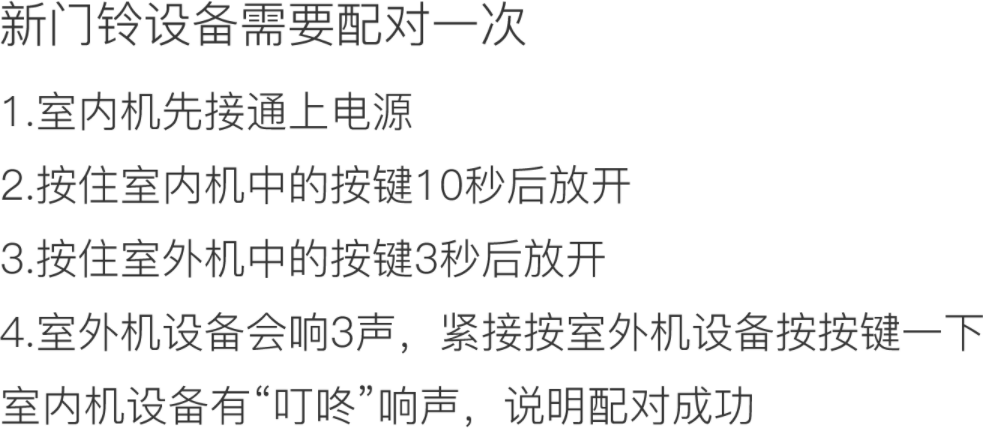 新门铃设备需要配对一次
1.室内机先接通上电源
2.按住室内机中的按键10秒后放开
3.按住室外机中的按键3秒后放开
4.室外机设备会响3声，紧接按室外机设备按按键一下
室内机设备有“叮咚”响声，说明配对成功